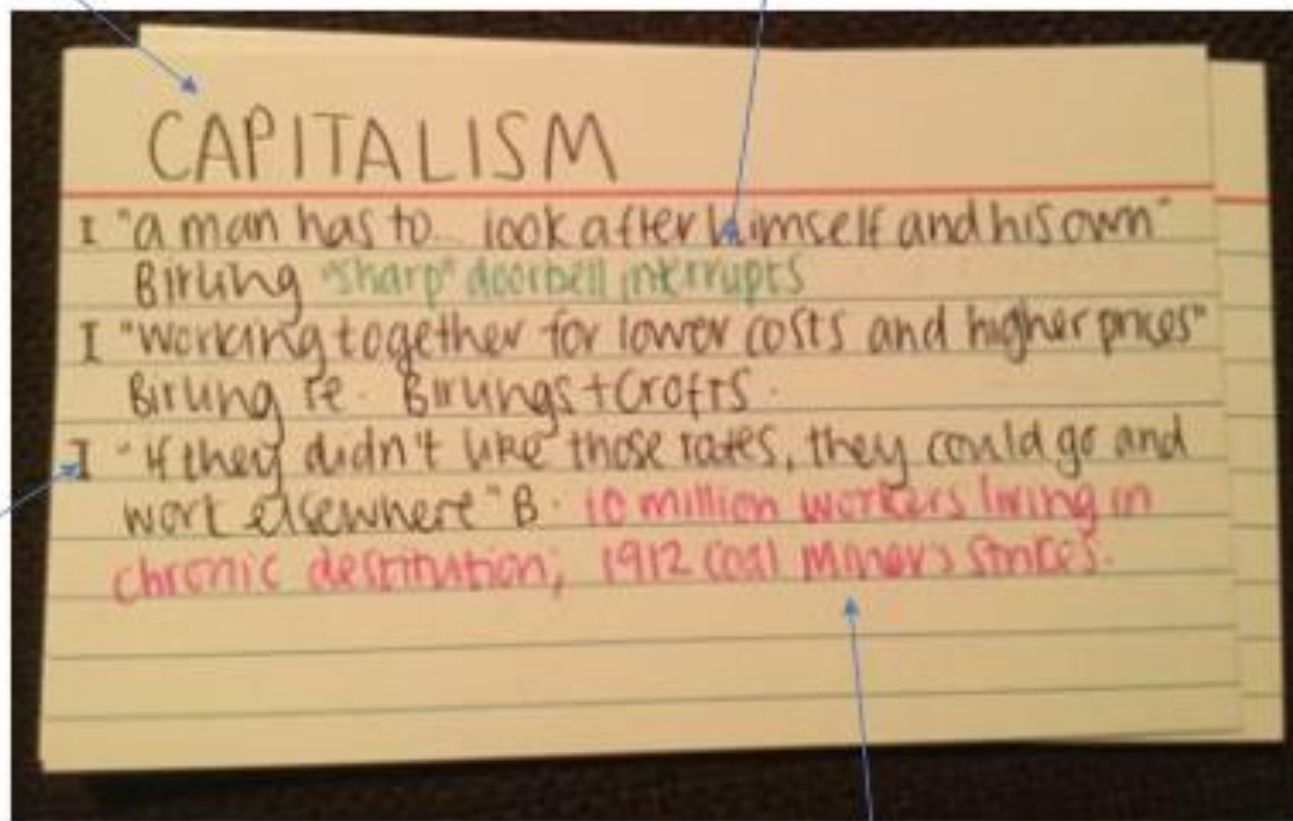 CAPITALISM
I "a man has to... look after himself and his own"
Birling "sharp" doorbell interrupts
I "working together for lower costs and higher prices"
Birling re. Birlings + Crofts.
I "If they didn't like those rates, they could go and
work elsewhere" B. 10 million workers living in
chronic destitution; 1912 coal Miner's strikes.